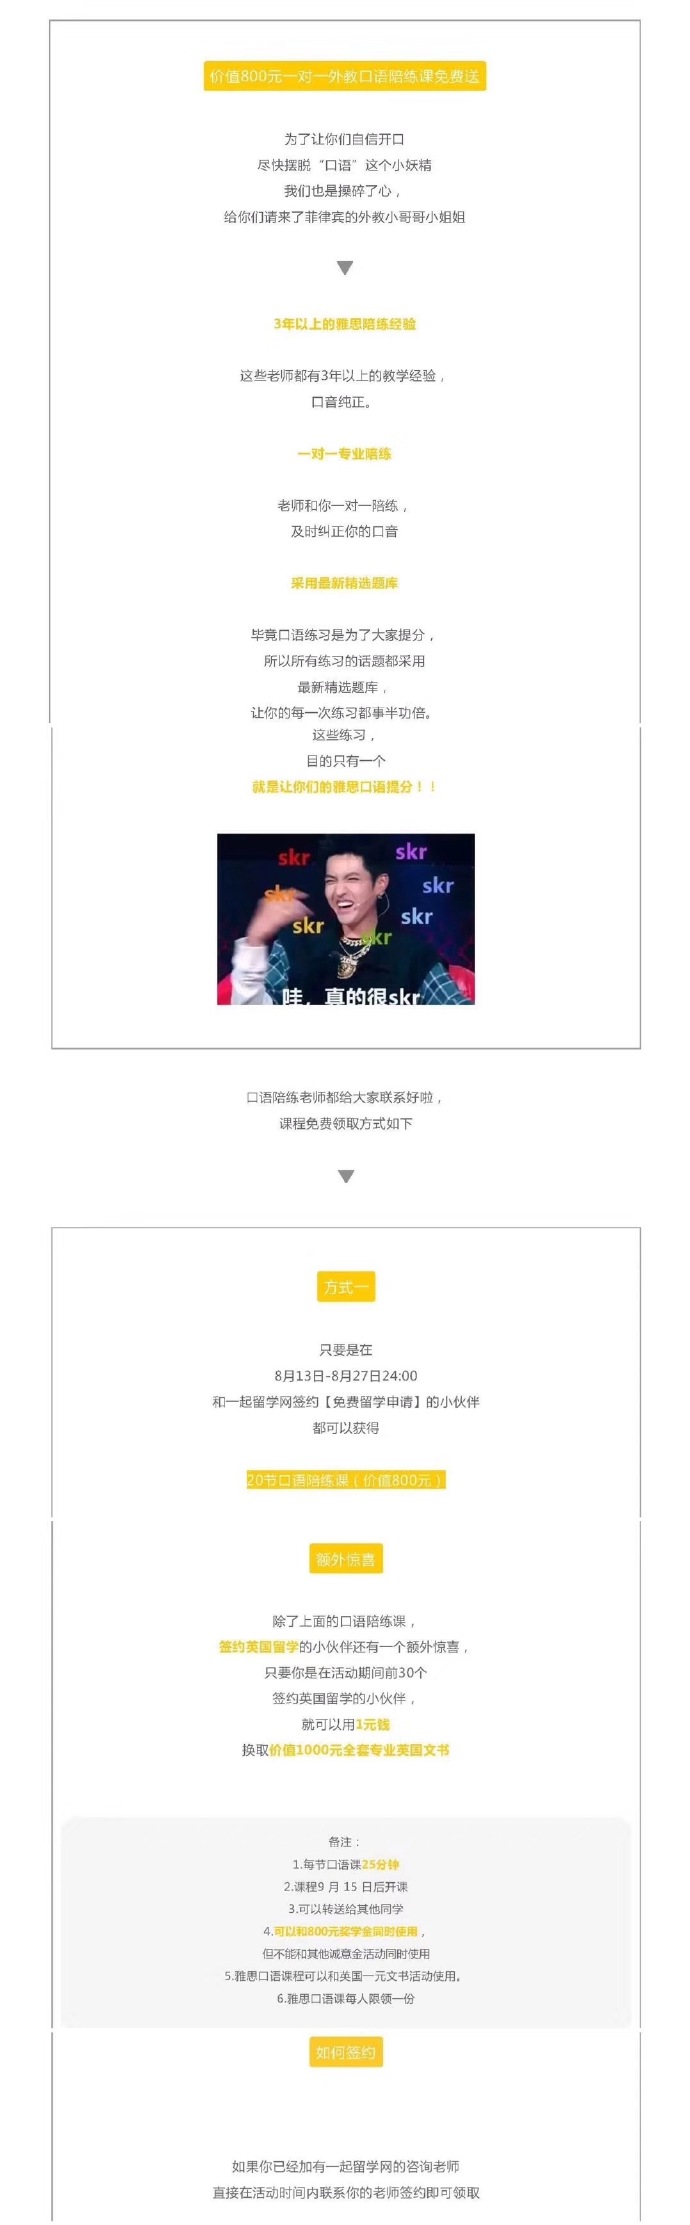 价值800元一对一外教口语陪练课免费送
为了让你们自信开口
尽快摆脱“口语”这个小妖精
我们也是操碎了心，
给你们请来了菲律宾的外教小哥哥小姐姐
3年以上的雅思陪练经验
这些老师都有3年以上的教学经验，
口音纯正。
一对一专业陪练
老师和你一对一陪练，
及时纠正你的口音
采用最新精选题库
毕竟口语练习是为了大家提分，
所以所有练习的话题都采用
最新精选题库，
让你的每一次练习都事半功倍。
这些练习，
目的只有一个
就是让你们的雅思口语提分！！
skr
skr
skr
skr
skr
skr
skr
哇，真的很skr
口语陪练老师都给大家联系好啦，
课程免费领取方式如下
方式一
只要是在
8月13日-8月27日24:00
和一起留学网签约【免费留学申请】的小伙伴
都可以获得
20节口语陪练课（价值800元）
额外惊喜
除了上面的口语陪练课，
签约英国留学的小伙伴还有一个额外惊喜，
只要你是在活动期间前30个
签约英国留学的小伙伴，
就可以用1元钱
换取价值1000元全套专业英国文书
备注：
1.每节口语课25分钟
2.课程9 月 15 日后开课
3.可以转送给其他同学
4.可以和800元奖学金同时使用，
但不能和其他诚意金活动同时使用
5.雅思口语课程可以和英国一元文书活动使用。
6.雅思口语课每人限领一份
如何签约
如果你已经加有一起留学网的咨询老师
直接在活动时间内联系你的老师签约即可领取